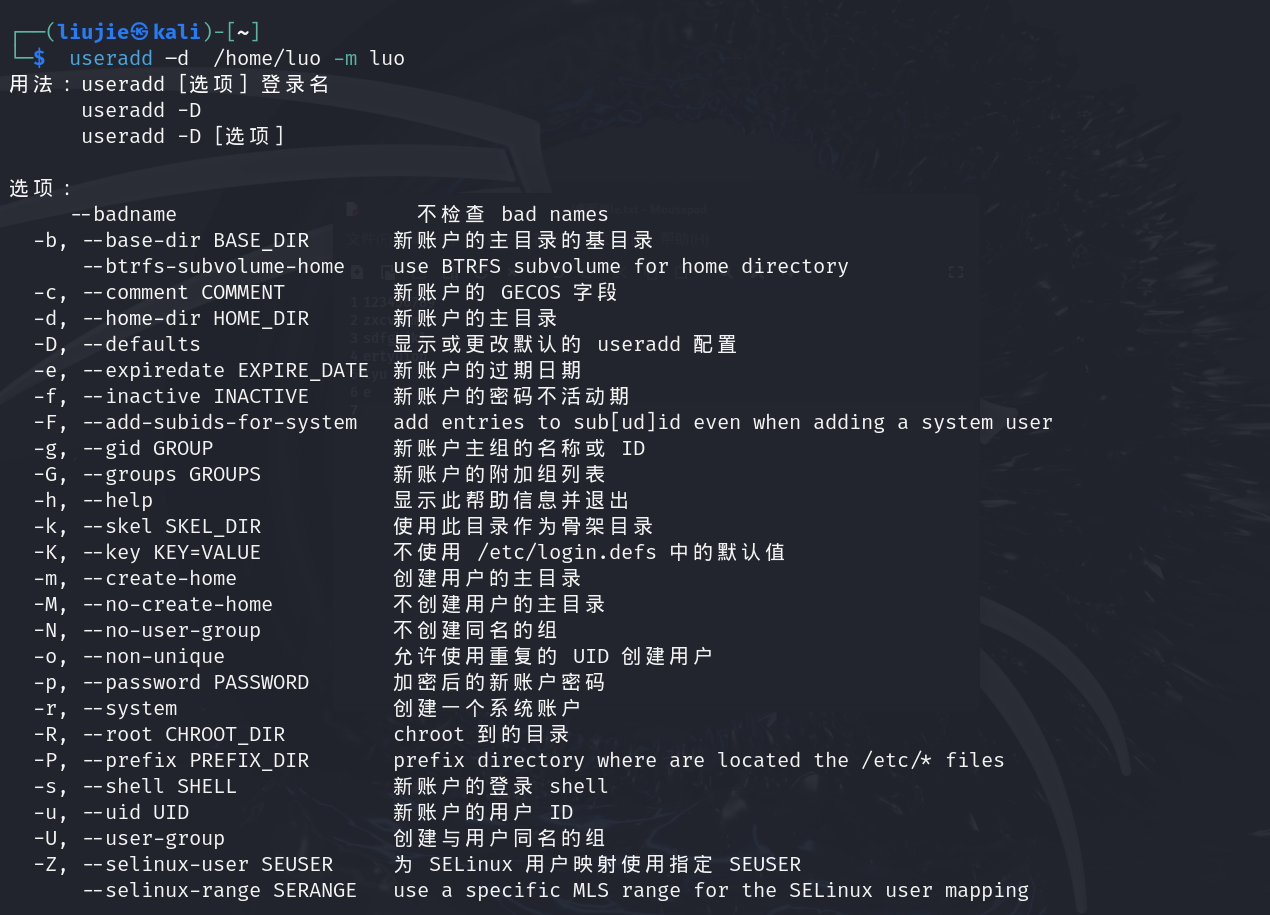 ┌──(liujie㉿kali)-[~]
└─$ useradd –d /home/luo -m luo
用法：useradd [选项] 登录名
      useradd -D
      useradd -D [选项]

选项：
     --badname                    不检查 bad names
  -b, --base-dir BASE_DIR       新账户的主目录的基目录
      --btrfs-subvolume-home    use BTRFS subvolume for home directory
  -c, --comment COMMENT         新账户的 GECOS 字段
  -d, --home-dir HOME_DIR       新账户的主目录
  -D, --defaults                显示或更改默认的 useradd 配置
  -e, --expiredate EXPIRE_DATE  新账户的过期日期
  -f, --inactive INACTIVE       新账户的密码不活动期
  -F, --add-subids-for-system   add entries to sub[ud]id even when adding a system user
  -g, --gid GROUP               新账户主组的名称或 ID
  -G, --groups GROUPS           新账户的附加组列表
  -h, --help                    显示此帮助信息并退出
  -k, --skel SKEL_DIR           使用此目录作为骨架目录
  -K, --key KEY=VALUE           不使用 /etc/login.defs 中的默认值
  -m, --create-home             创建用户的主目录
  -M, --no-create-home          不创建用户的主目录
  -N, --no-user-group           不创建同名的组
  -o, --non-unique              允许使用重复的 UID 创建用户
  -p, --password PASSWORD       加密后的新账户密码
  -r, --system                  创建一个系统账户
  -R, --root CHROOT_DIR         chroot 到的目录
  -P, --prefix PREFIX_DIR       prefix directory where are located the /etc/* files
  -s, --shell SHELL             新账户的登录 shell
  -u, --uid UID                 新账户的用户 ID
  -U, --user-group              创建与用户同名的组
  -Z, --selinux-user SEUSER     为 SELinux 用户映射使用指定 SEUSER
      --selinux-range SERANGE   use a specific MLS range for the SELinux user mapping